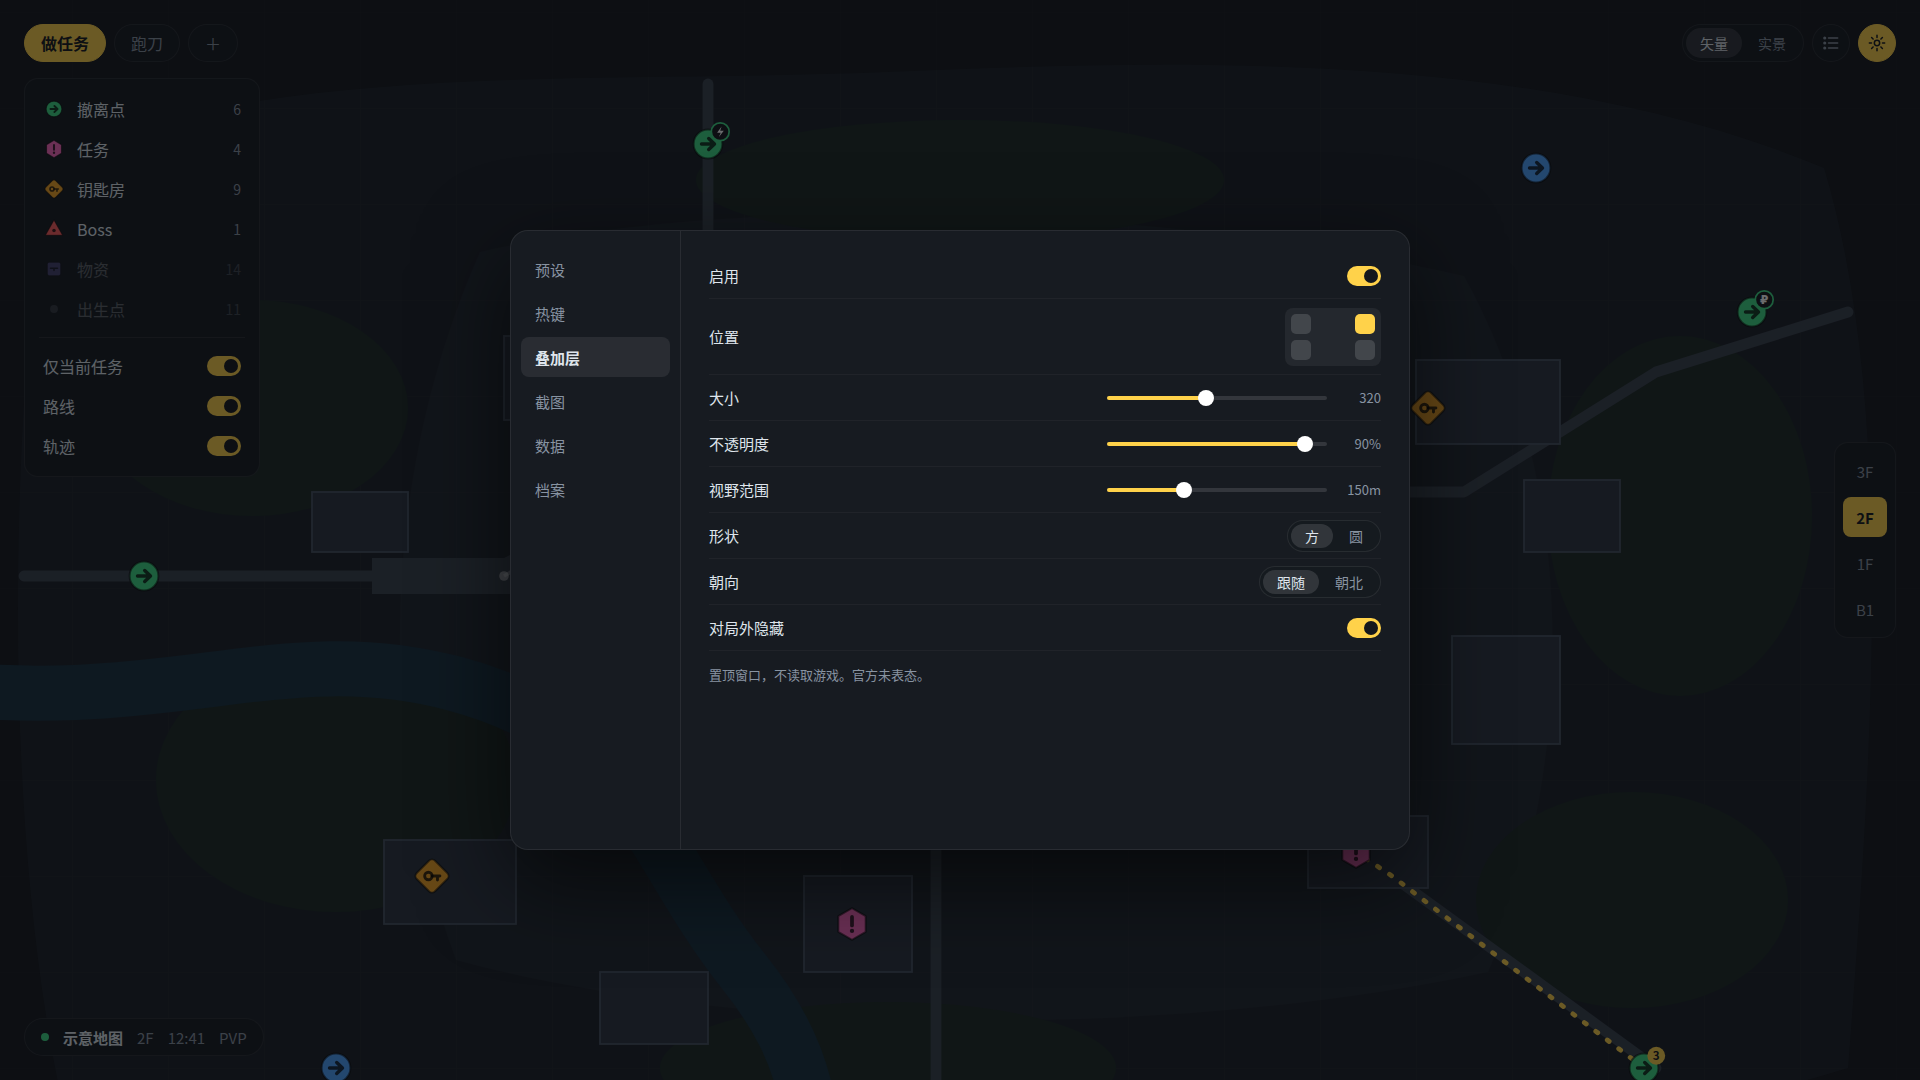 做任务 跑刀 +
矢量 实景
撤离点 6
任务 4
钥匙房 9
Boss 1
物资 14
出生点 11
仅当前任务
路线
轨迹
预设
热键
叠加层
截图
数据
档案
启用
位置
大小 320
不透明度 90%
视野范围 150m
形状 方 圆
朝向 跟随 朝北
对局外隐藏
置顶窗口，不读取游戏。官方未表态。
₽
3F
2F
1F
B1
示意地图 2F 12:41 PVP
3